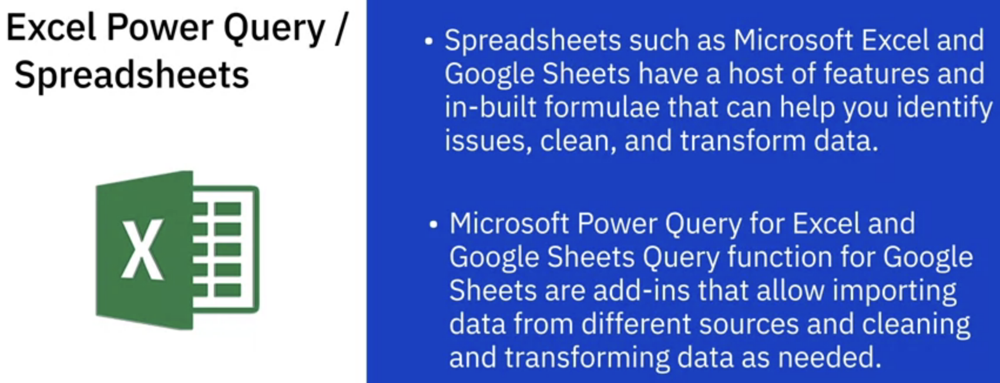 Excel Power Query /
Spreadsheets
• Spreadsheets such as Microsoft Excel and
Google Sheets have a host of features and
in-built formulae that can help you identify
issues, clean, and transform data.
• Microsoft Power Query for Excel and
Google Sheets Query function for Google
Sheets are add-ins that allow importing
data from different sources and cleaning
and transforming data as needed.
X